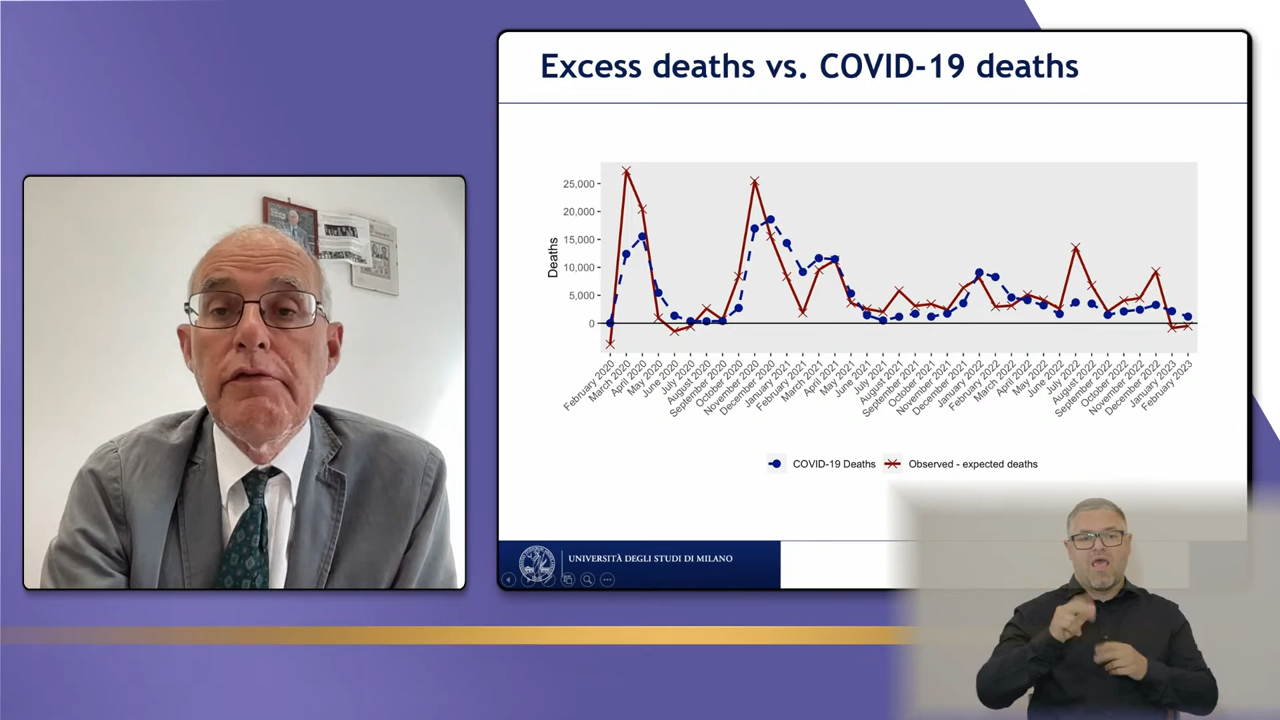 Excess deaths vs. COVID-19 deaths
25,000
20,000
15,000
10,000
5,000
0
Deaths
February 2020
March 2020
April 2020
May 2020
June 2020
July 2020
August 2020
September 2020
October 2020
November 2020
December 2020
January 2021
February 2021
March 2021
April 2021
May 2021
June 2021
July 2021
August 2021
September 2021
October 2021
November 2021
December 2021
January 2022
February 2022
March 2022
April 2022
May 2022
June 2022
July 2022
August 2022
September 2022
October 2022
November 2022
December 2022
January 2023
February 2023
COVID-19 Deaths
Observed - expected deaths
UNIVERSITÀ DEGLI STUDI DI MILANO